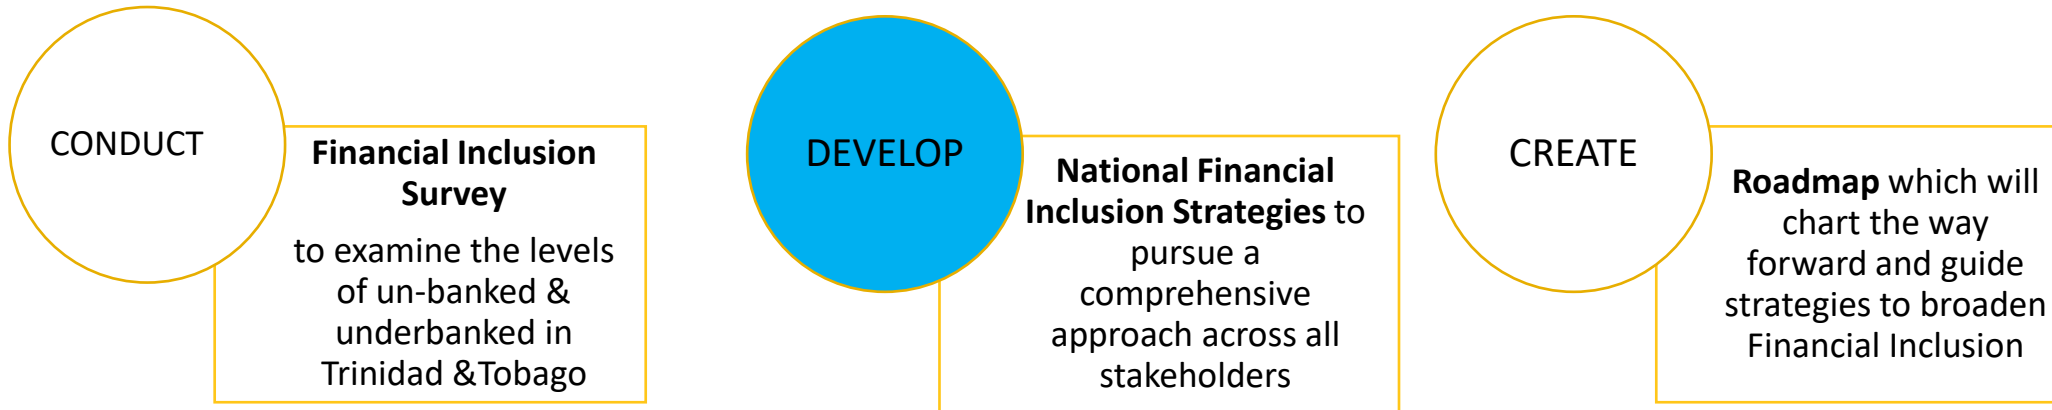 CONDUCT
Financial Inclusion
Survey
to examine the levels
of un-banked &
underbanked in
Trinidad &Tobago
DEVELOP
National Financial
Inclusion Strategies to
pursue a
comprehensive
approach across all
stakeholders
CREATE
Roadmap which will
chart the way
forward and guide
strategies to broaden
Financial Inclusion